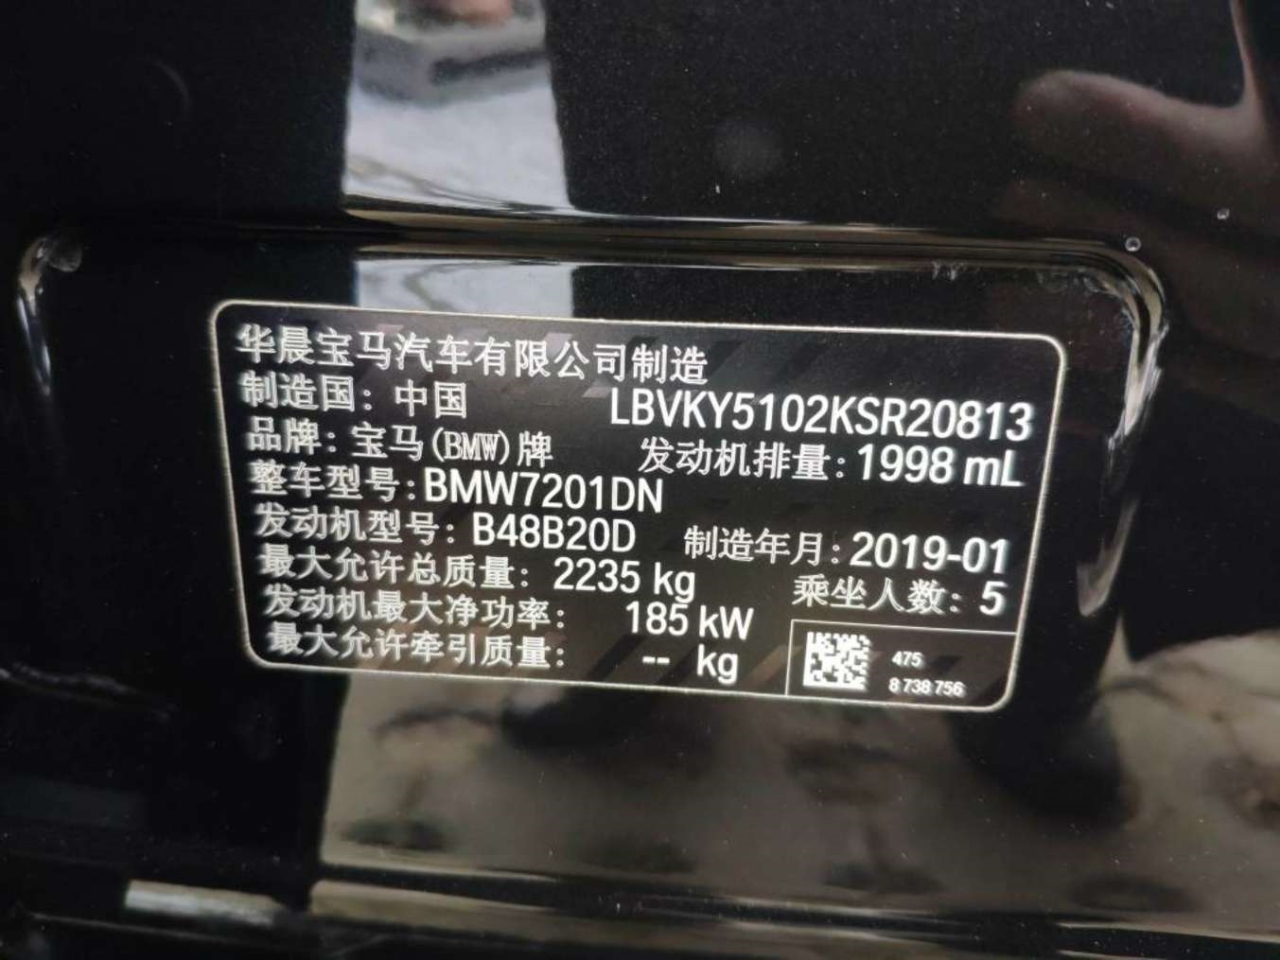 华晨宝马汽车有限公司制造
制造国：中国 LBVKY5102KSR20813
品牌：宝马(BMW)牌 发动机排量：1998 mL
整车型号：BMW7201DN
发动机型号：B48B20D 制造年月：2019-01
最大允许总质量：2235 kg 乘坐人数：5
发动机最大净功率：185 kW
最大允许牵引质量：-- kg
475
8 738 756